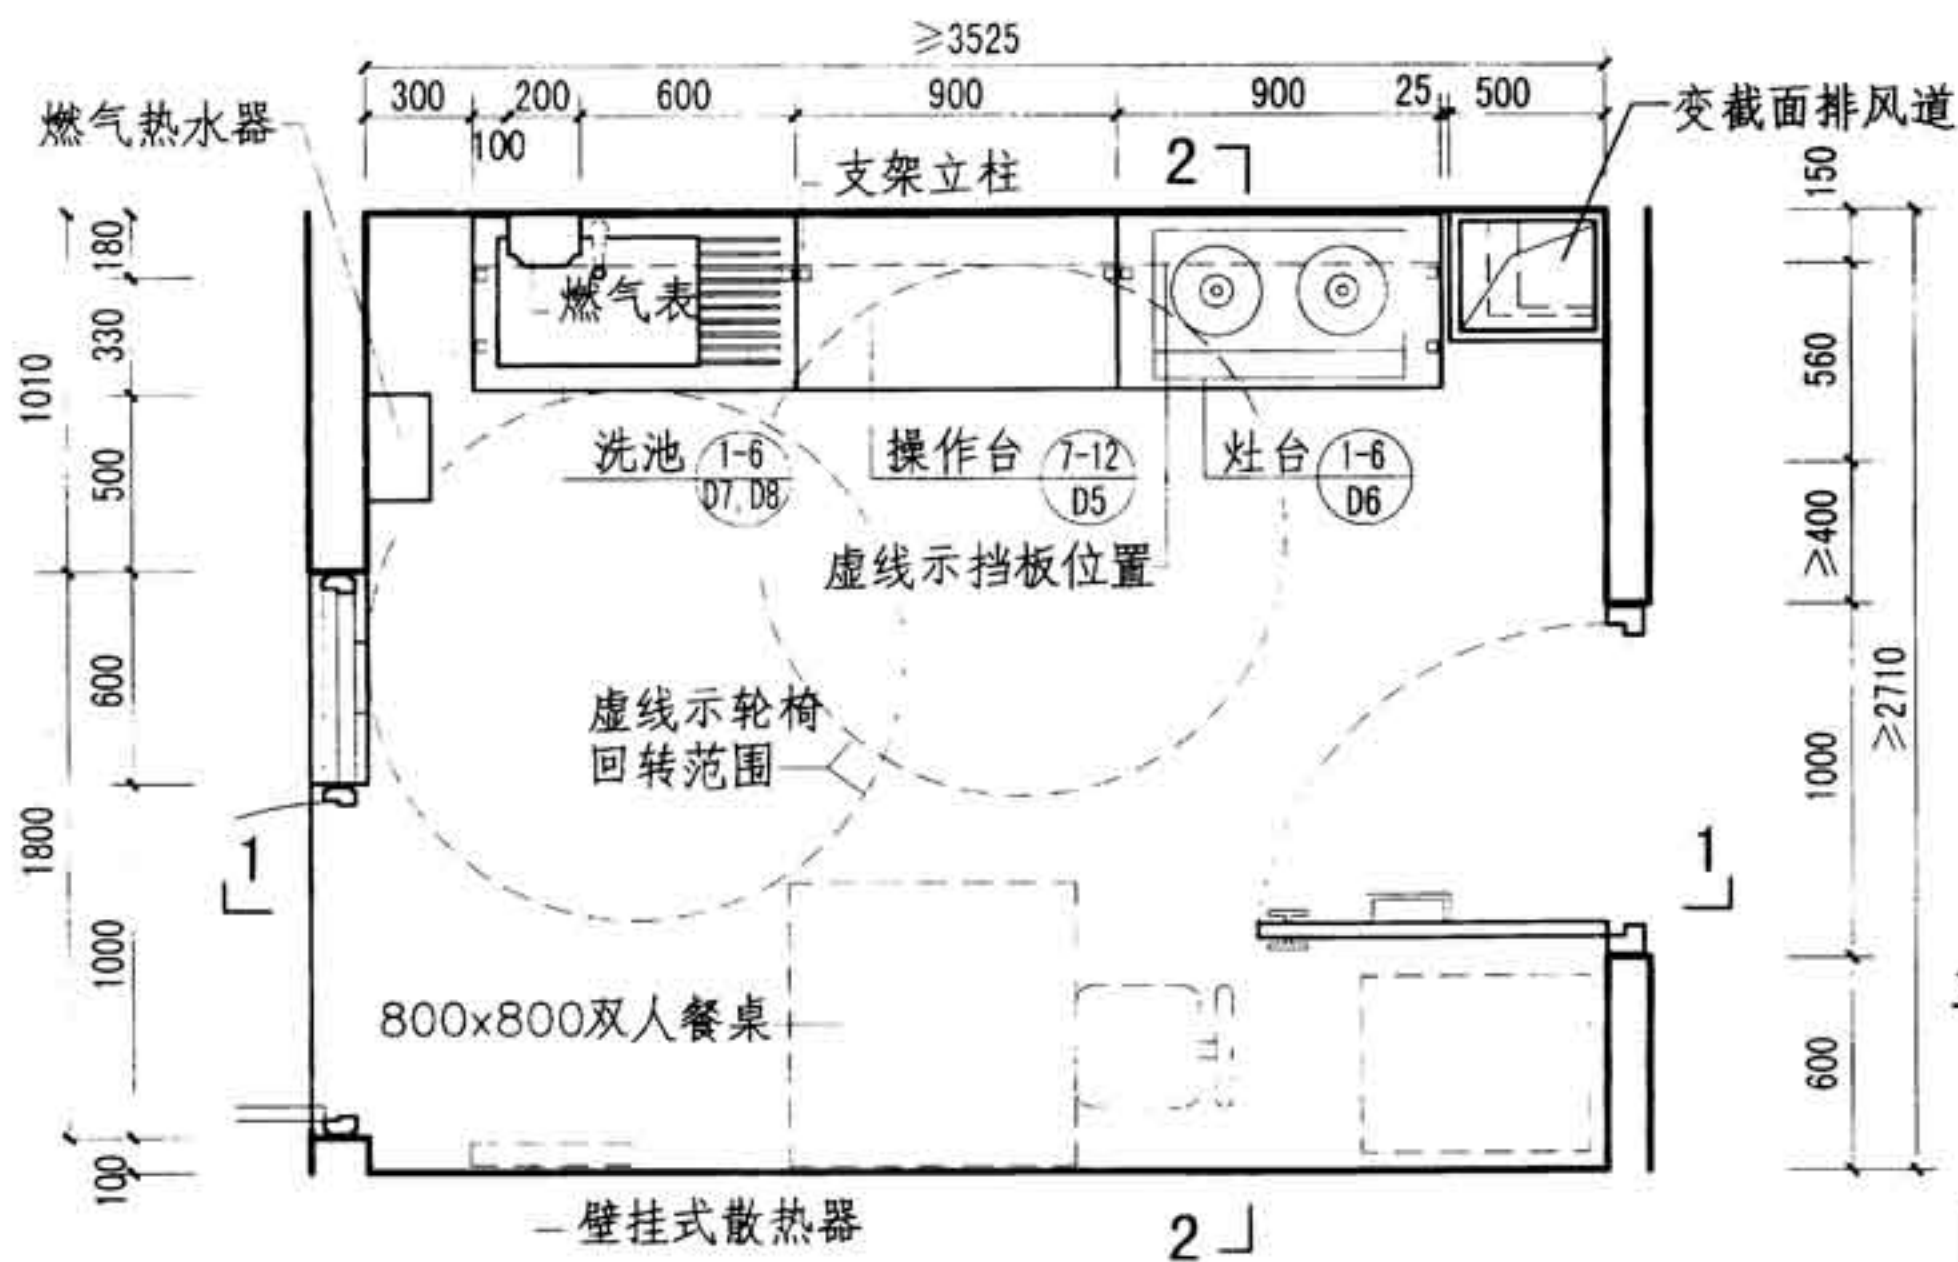 ≥3525
300
200
600
900
900
25
500
100
燃气热水器
变截面排风道
支架立柱
2
150
180
330
1010
500
燃气表
560
洗池
1-6
D7, D8
操作台
7-12
D5
灶台
1-6
D6
≥400
虚线示挡板位置
600
虚线示轮椅
回转范围
≥2710
1000
1800
1
1
1000
800x800双人餐桌
600
100
壁挂式散热器
2